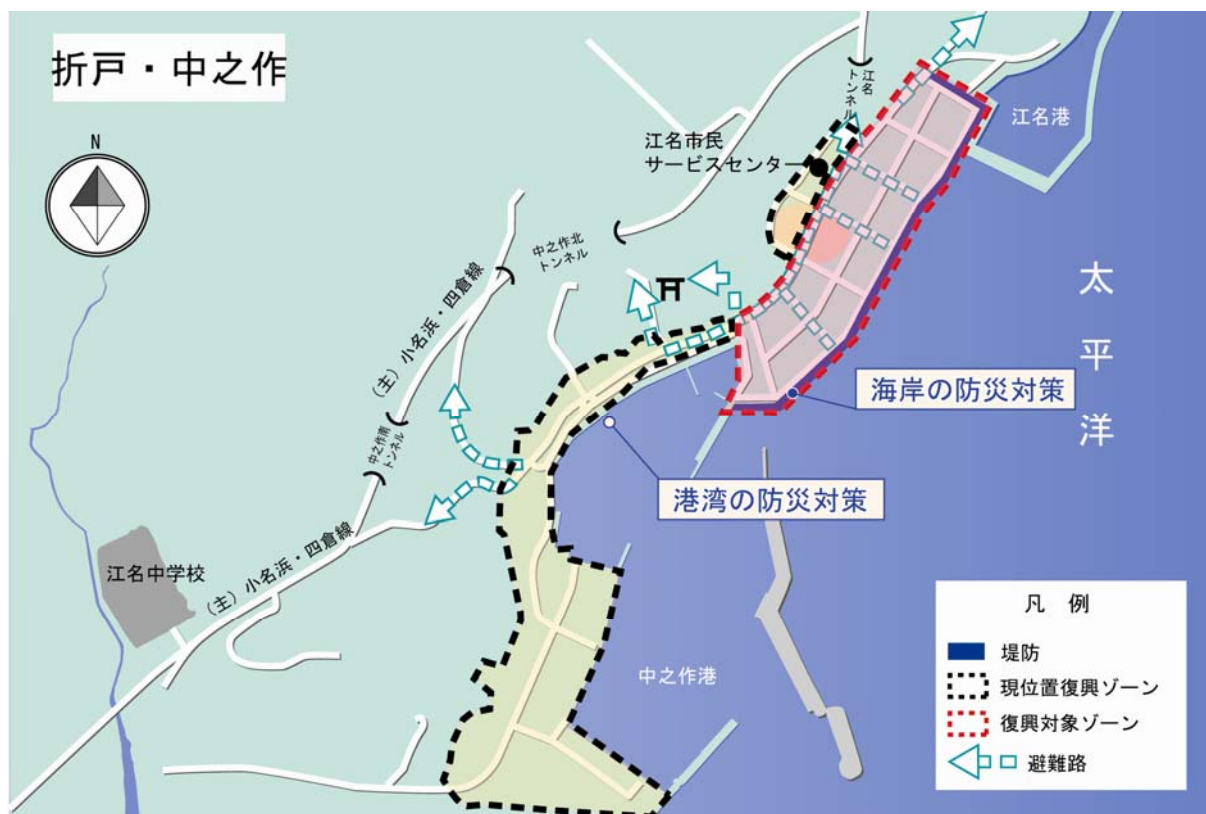 折戸・中之作
N
江名
トンネル
江名港
江名市民
サービスセンター
中之作北
トンネル
(主)小名浜・四倉線
太平洋
海岸の防災対策
中之作南
トンネル
港湾の防災対策
(主)小名浜・四倉線
江名中学校
中之作港
凡 例
堤防
現位置復興ゾーン
復興対象ゾーン
避難路